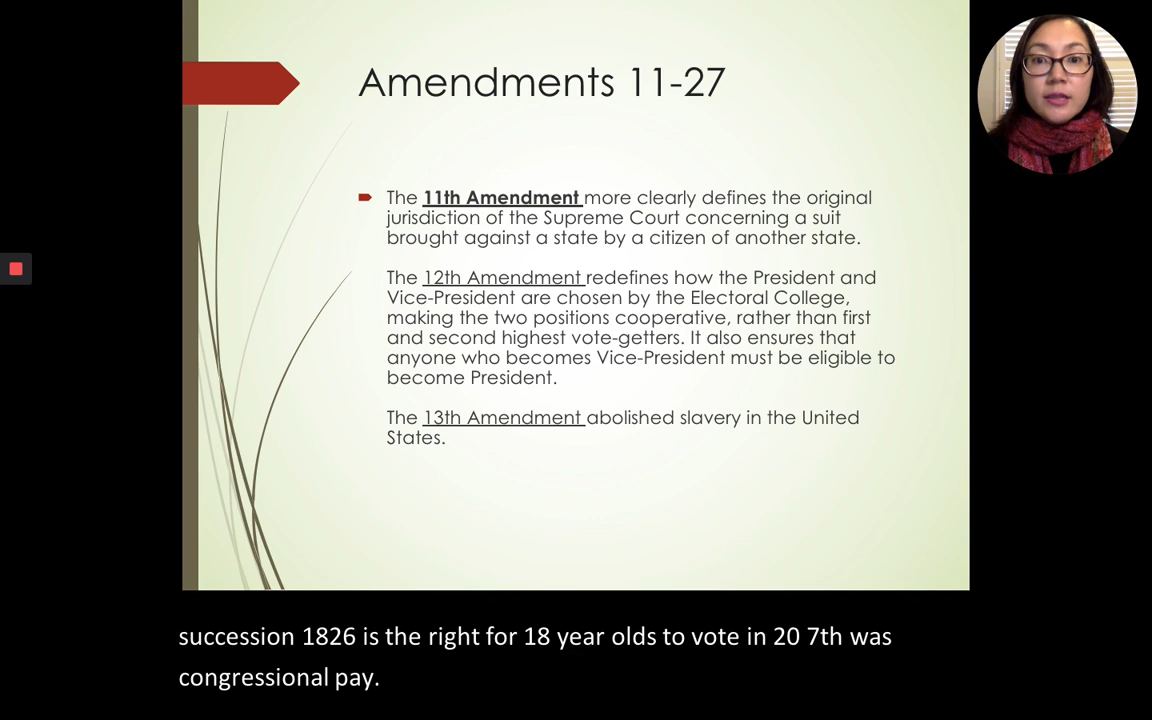 Amendments 11-27
The 11th Amendment more clearly defines the original
jurisdiction of the Supreme Court concerning a suit
brought against a state by a citizen of another state.
The 12th Amendment redefines how the President and
Vice-President are chosen by the Electoral College,
making the two positions cooperative, rather than first
and second highest vote-getters. It also ensures that
anyone who becomes Vice-President must be eligible to
become President.
The 13th Amendment abolished slavery in the United
States.
succession 1826 is the right for 18 year olds to vote in 20 7th was
congressional pay.